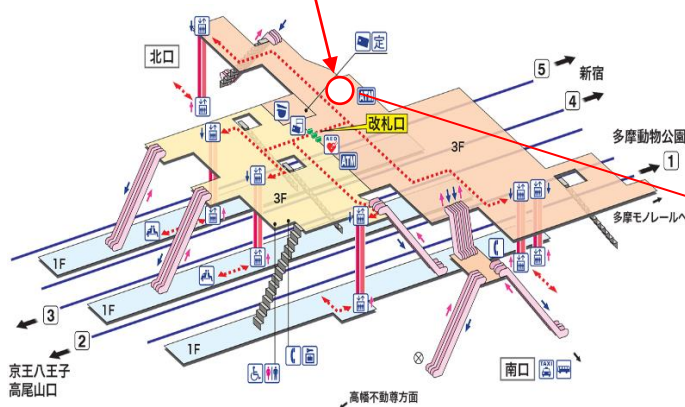 北口
定
5
新宿
ATM
4
改札口
多摩動物公園
AED
3F
1
ATM
3F
多摩モノレールへ
1F
1F
3
2
1F
京王八王子
高尾山口
南口
TAXI
高幡不動尊方面